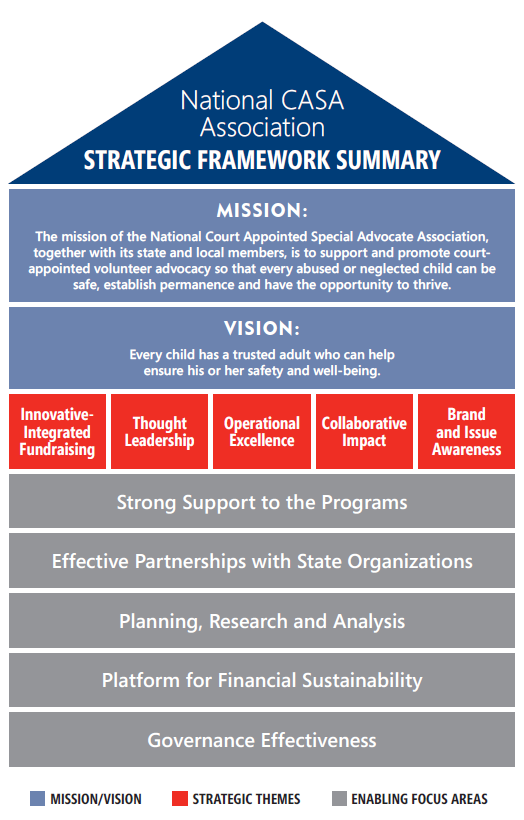 National CASA
Association
STRATEGIC FRAMEWORK SUMMARY
MISSION:
The mission of the National Court Appointed Special Advocate Association,
together with its state and local members, is to support and promote court-
appointed volunteer advocacy so that every abused or neglected child can be
safe, establish permanence and have the opportunity to thrive.
VISION:
Every child has a trusted adult who can help
ensure his or her safety and well-being.
Innovative-
Integrated
Fundraising
Thought
Leadership
Operational
Excellence
Collaborative
Impact
Brand
and Issue
Awareness
Strong Support to the Programs
Effective Partnerships with State Organizations
Planning, Research and Analysis
Platform for Financial Sustainability
Governance Effectiveness
MISSION/VISION
STRATEGIC THEMES
ENABLING FOCUS AREAS